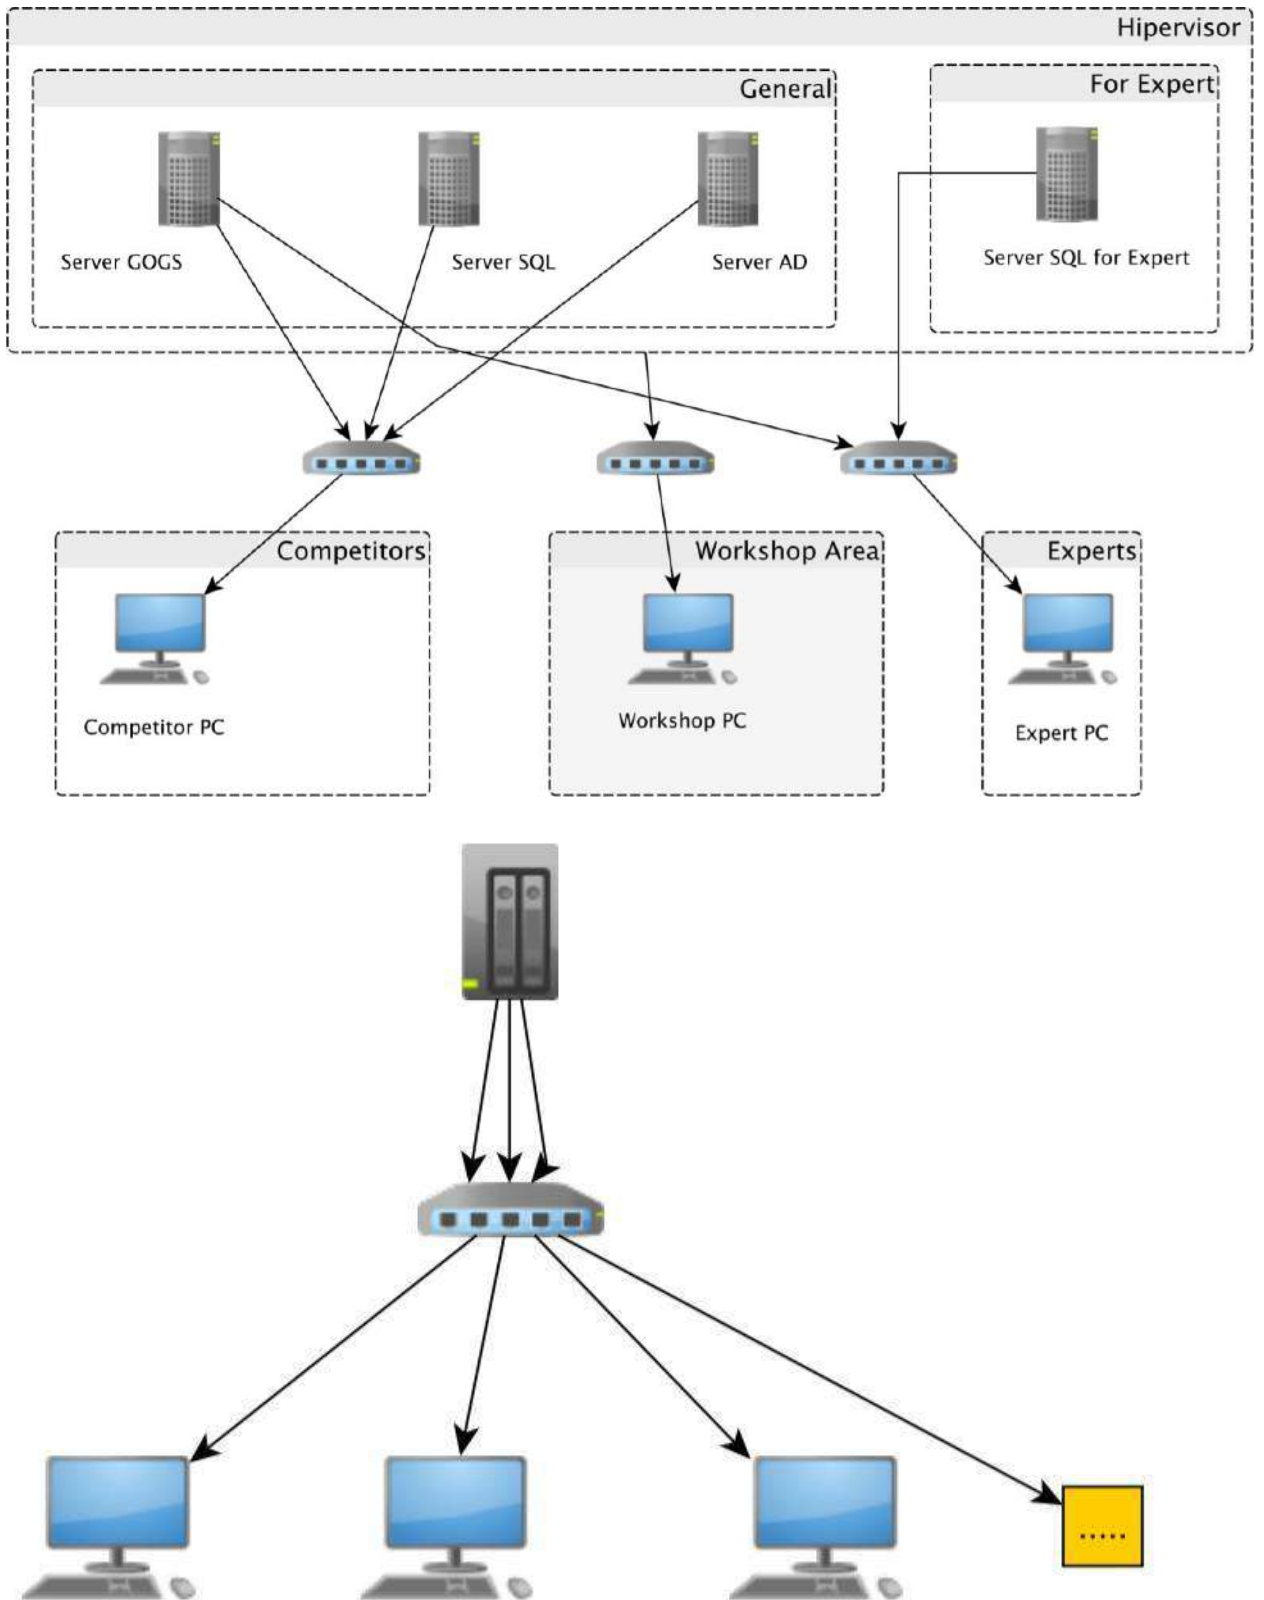 Hipervisor
General
For Expert
Server GOGS
Server SQL
Server AD
Server SQL for Expert
Competitors
Workshop Area
Experts
Competitor PC
Workshop PC
Expert PC
.....